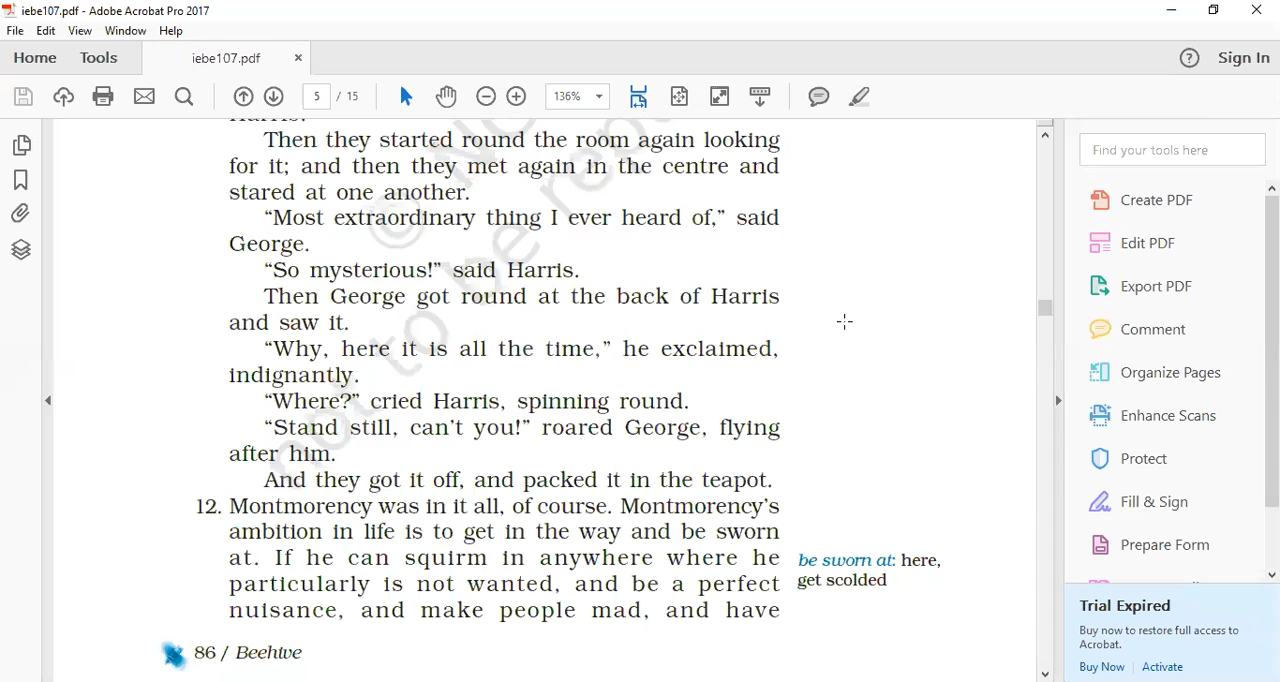 iebe107.pdf - Adobe Acrobat Pro 2017
File Edit View Window Help
Home Tools iebe107.pdf × Sign In
5 / 15 136%
Harris.
Then they started round the room again looking
for it; and then they met again in the centre and
stared at one another.
“Most extraordinary thing I ever heard of,” said
George.
“So mysterious!” said Harris.
Then George got round at the back of Harris
and saw it.
“Why, here it is all the time,” he exclaimed,
indignantly.
“Where?” cried Harris, spinning round.
“Stand still, can’t you!” roared George, flying
after him.
And they got it off, and packed it in the teapot.
12. Montmorency was in it all, of course. Montmorency’s
ambition in life is to get in the way and be sworn
at. If he can squirm in anywhere where he
particularly is not wanted, and be a perfect
nuisance, and make people mad, and have
be sworn at: here,
get scolded
86 / Beehive
©
not to be
Find your tools here
Create PDF
Edit PDF
Export PDF
Comment
Organize Pages
Enhance Scans
Protect
Fill & Sign
Prepare Form
Trial Expired
Buy now to restore full access to
Acrobat.
Buy Now Activate